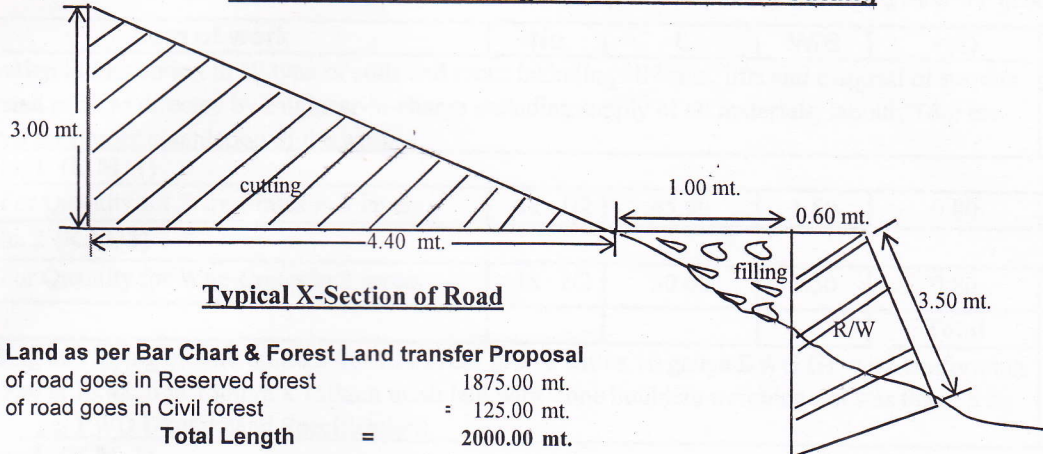 3.00 mt.
cutting
1.00 mt.
0.60 mt.
4.40 mt.
filling
3.50 mt.
R/W
Typical X-Section of Road
Land as per Bar Chart & Forest Land transfer Proposal
of road goes in Reserved forest 1875.00 mt.
of road goes in Civil forest : 125.00 mt.
Total Length = 2000.00 mt.